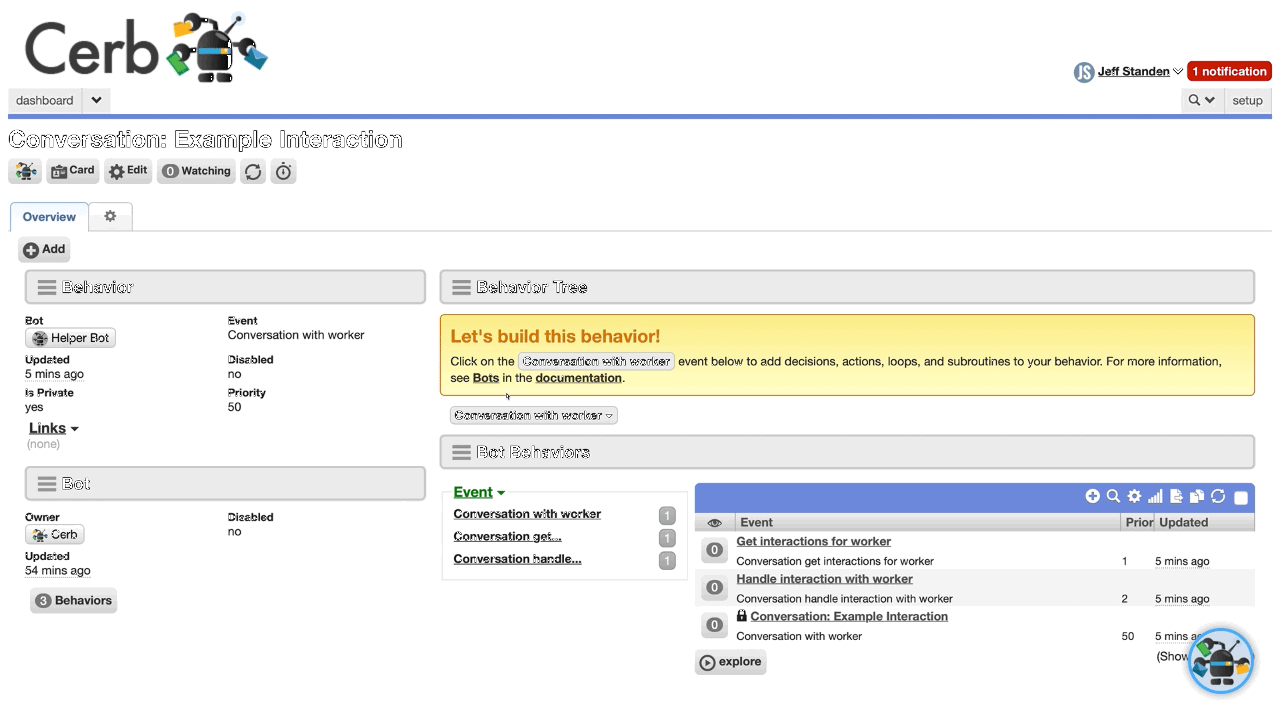 Cerb
JS Jeff Standen 1 notification
dashboard
setup
Conversation: Example Interaction
Card Edit 0 Watching
Overview
Add
Behavior
Bot
Helper Bot
Event
Conversation with worker
Updated
5 mins ago
Disabled
no
Is Private
yes
Priority
50
Links
(none)
Bot
Owner
Cerb
Disabled
no
Updated
54 mins ago
3 Behaviors
Behavior Tree
Let's build this behavior!
Click on the Conversation with worker event below to add decisions, actions, loops, and subroutines to your behavior. For more information,
see Bots in the documentation.
Conversation with worker
Bot Behaviors
Event
Conversation with worker 1
Conversation get... 1
Conversation handle... 1
Event Prior Updated
0 Get interactions for worker
Conversation get interactions for worker 1 5 mins ago
0 Handle interaction with worker
Conversation handle interaction with worker 2 5 mins ago
0 Conversation: Example Interaction
Conversation with worker 50 5 mins
(Show
explore